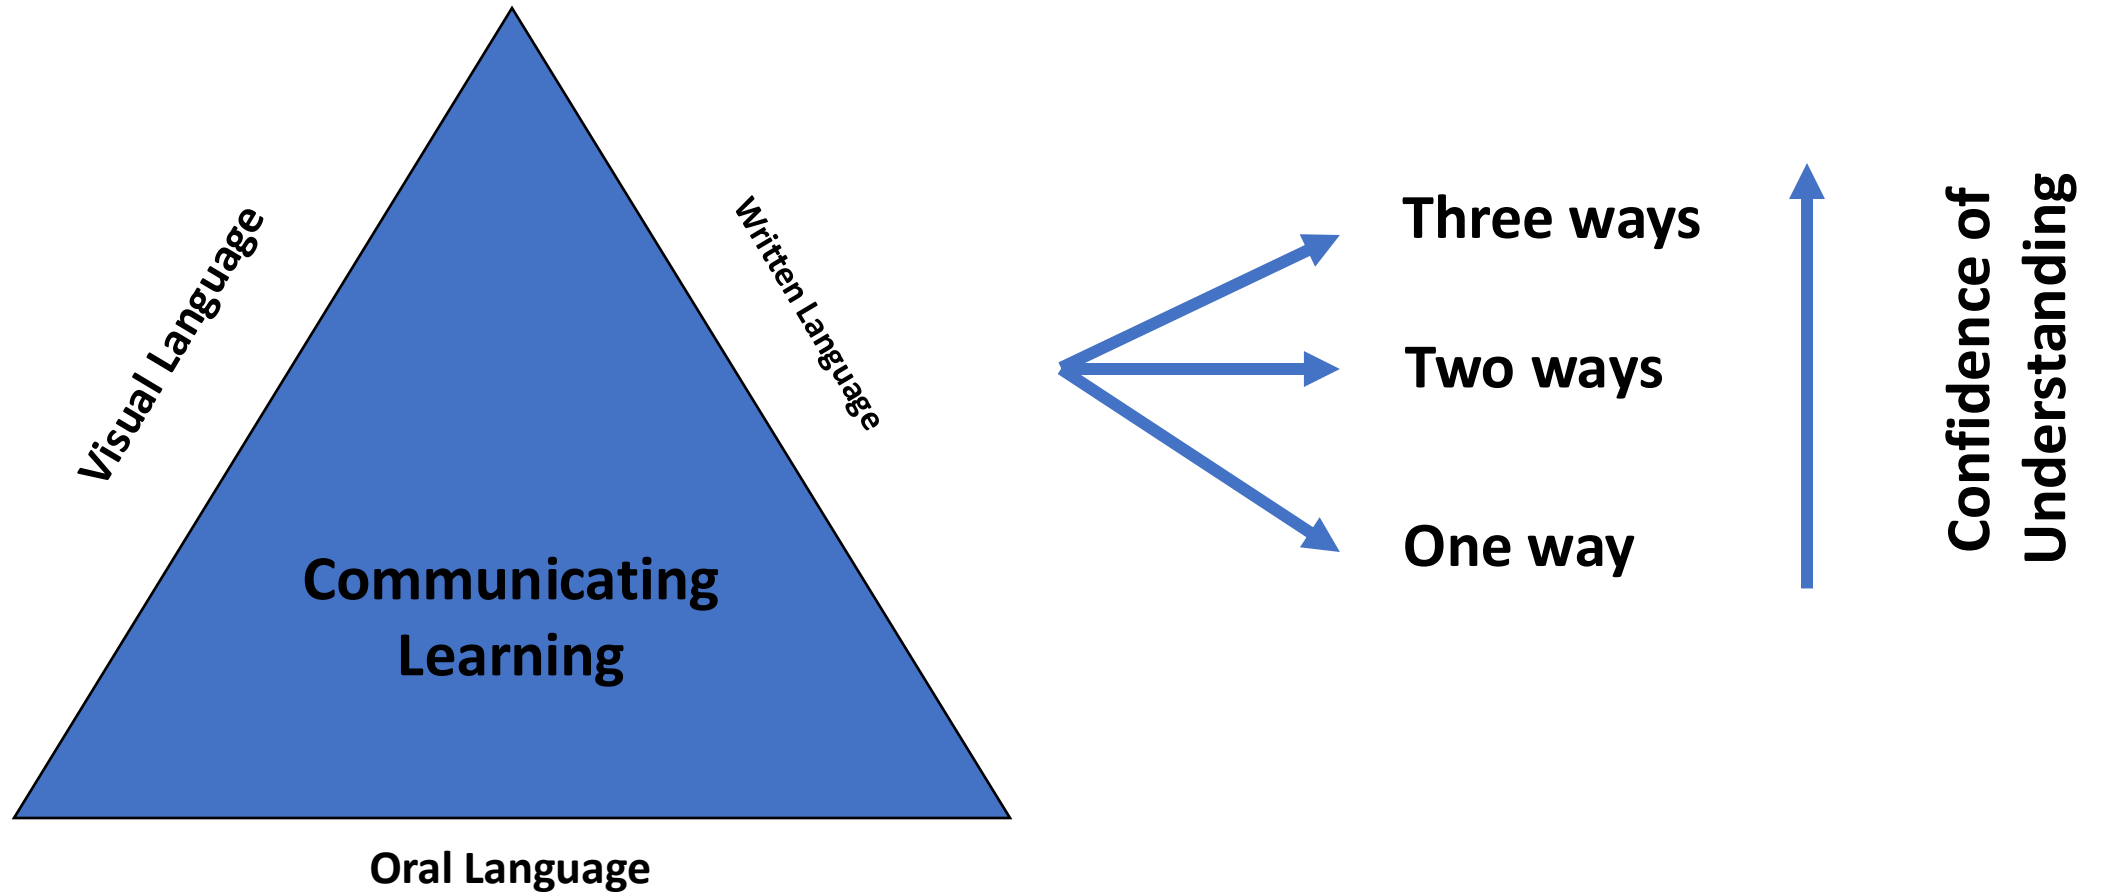 Visual Language
Written Language
Communicating
Learning
Oral Language
Three ways
Two ways
One way
Confidence of
Understanding